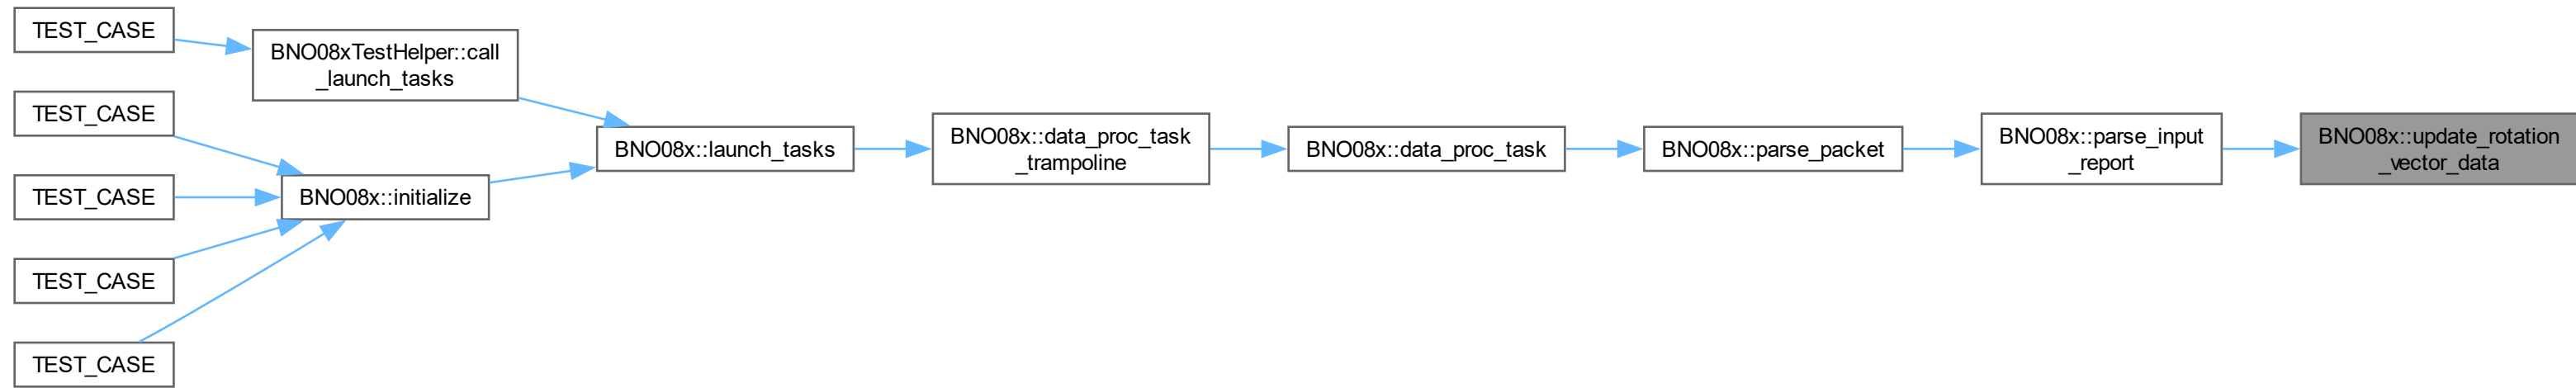 TEST_CASE
BNO08xTestHelper::call
_launch_tasks
TEST_CASE
TEST_CASE
TEST_CASE
TEST_CASE
BNO08x::initialize
BNO08x::launch_tasks
BNO08x::data_proc_task
_trampoline
BNO08x::data_proc_task
BNO08x::parse_packet
BNO08x::parse_input
_report
BNO08x::update_rotation
_vector_data